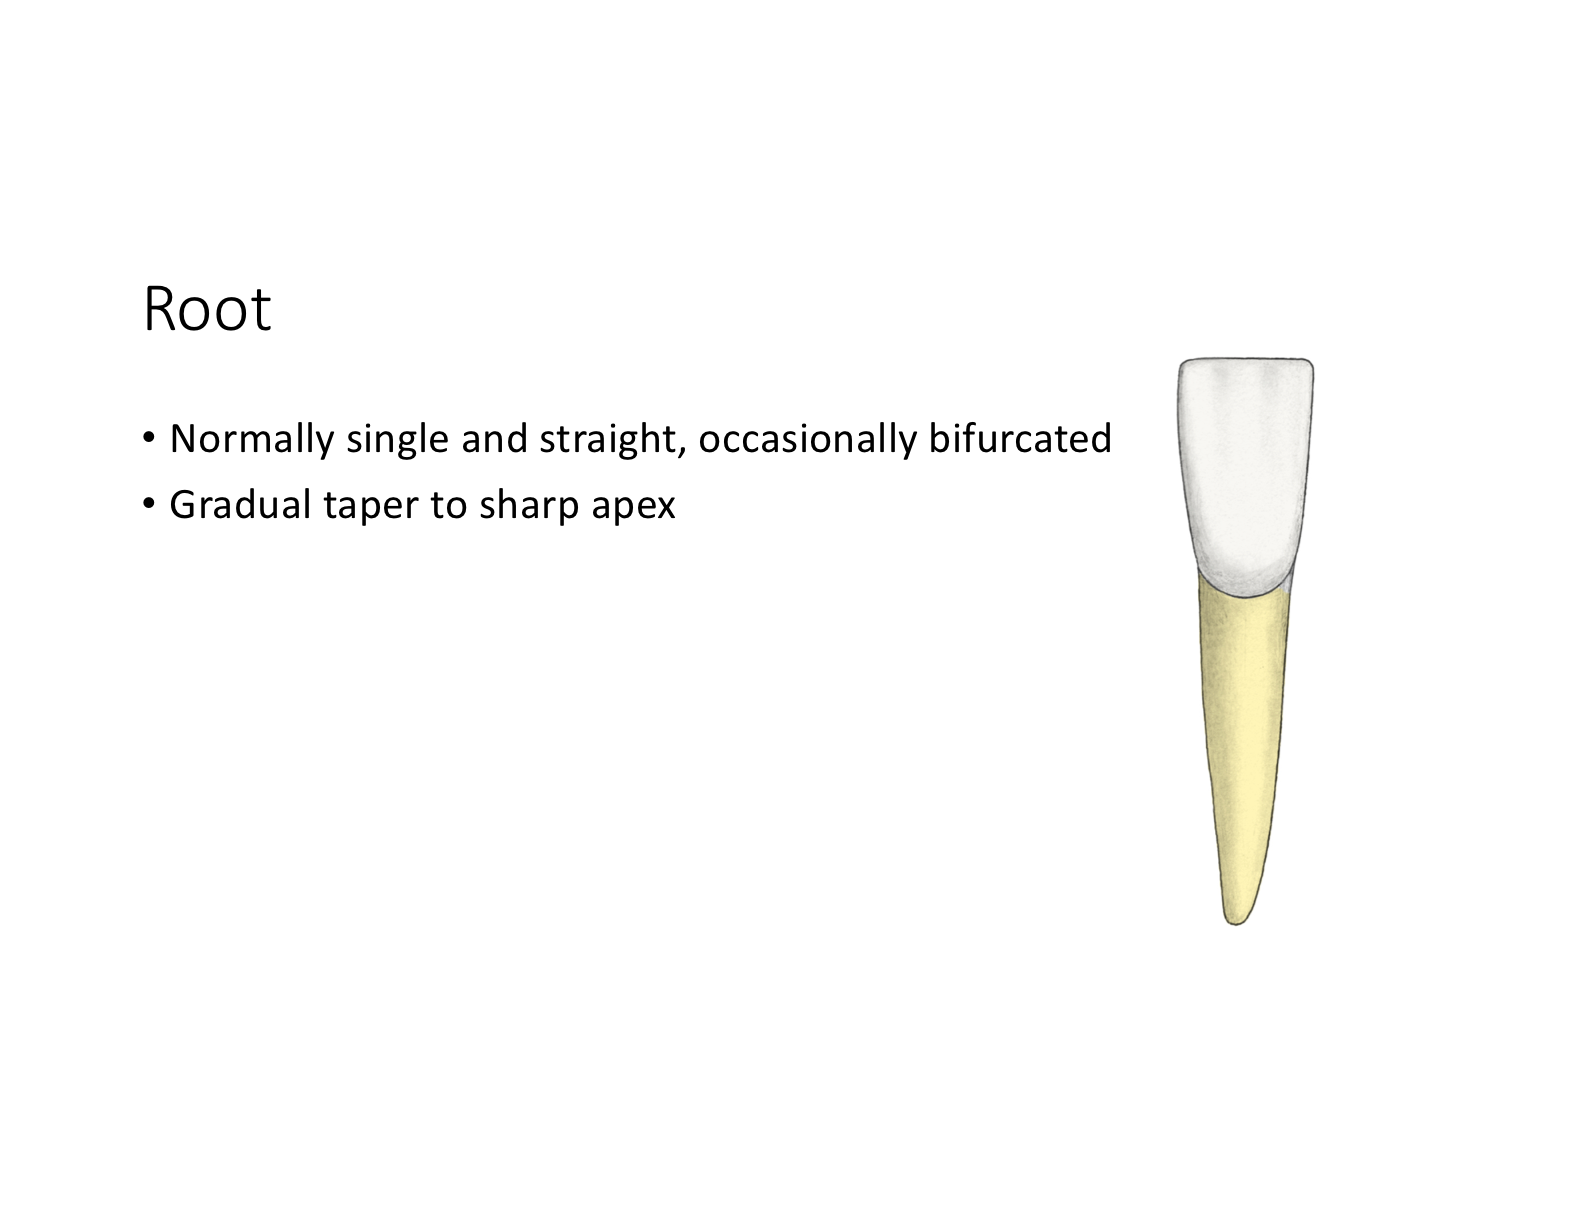 Root
• Normally single and straight, occasionally bifurcated
• Gradual taper to sharp apex